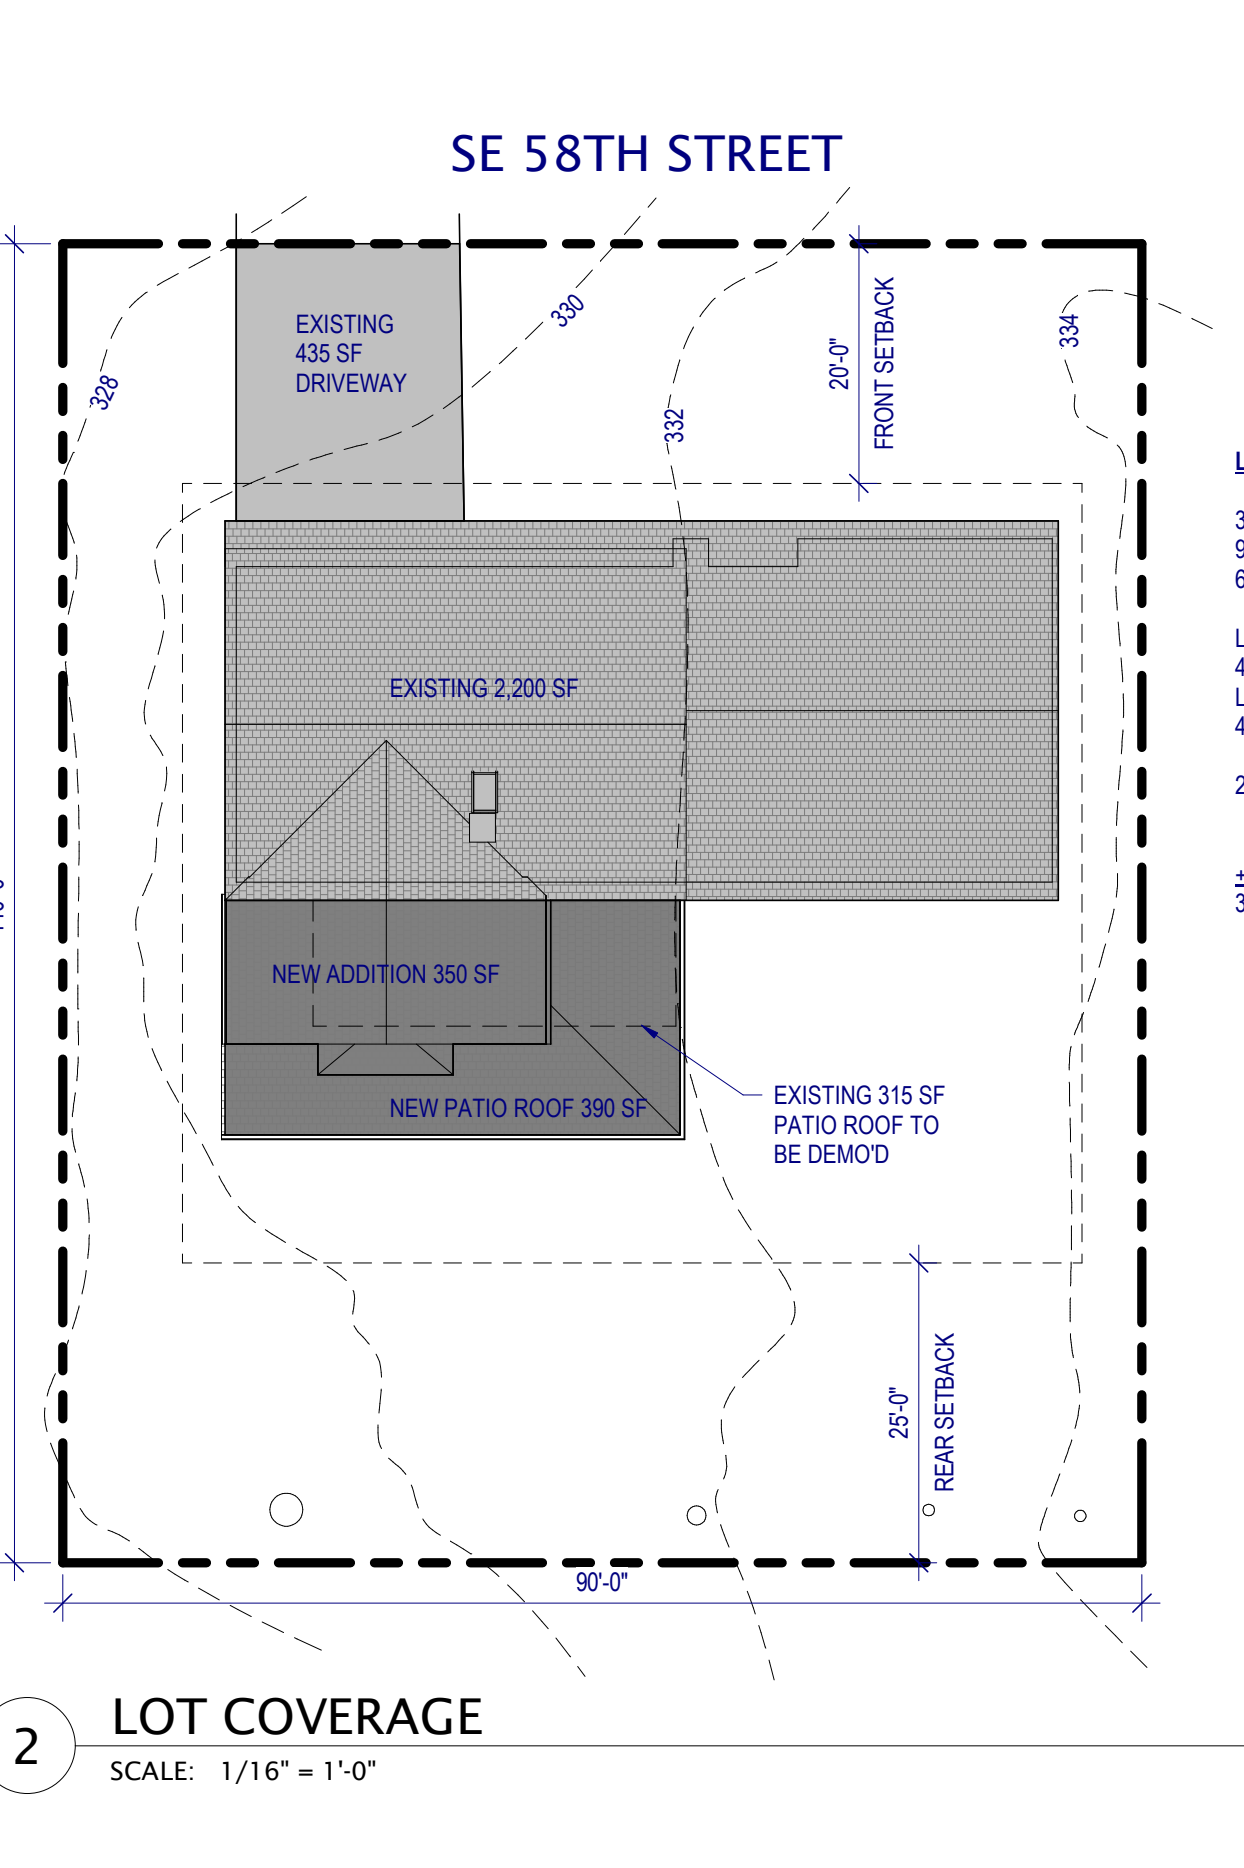 SE 58TH STREET
EXISTING
435 SF
DRIVEWAY
328
330
332
334
20'-0"
FRONT SETBACK
EXISTING 2,200 SF
NEW ADDITION 350 SF
NEW PATIO ROOF 390 SF
EXISTING 315 SF
PATIO ROOF TO
BE DEMO'D
25'-0"
REAR SETBACK
90'-0"
2
LOT COVERAGE
SCALE: 1/16" = 1'-0"